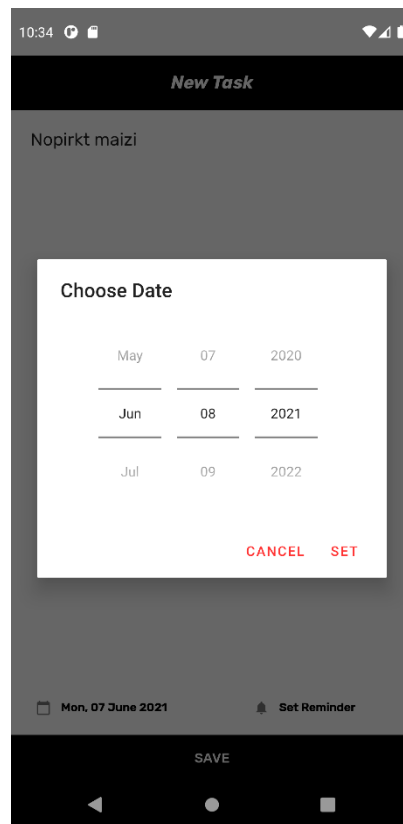 10:34
New Task
Nopirkt maizi
Choose Date
May 07 2020
Jun 08 2021
Jul 09 2022
CANCEL SET
Mon, 07 June 2021 Set Reminder
SAVE